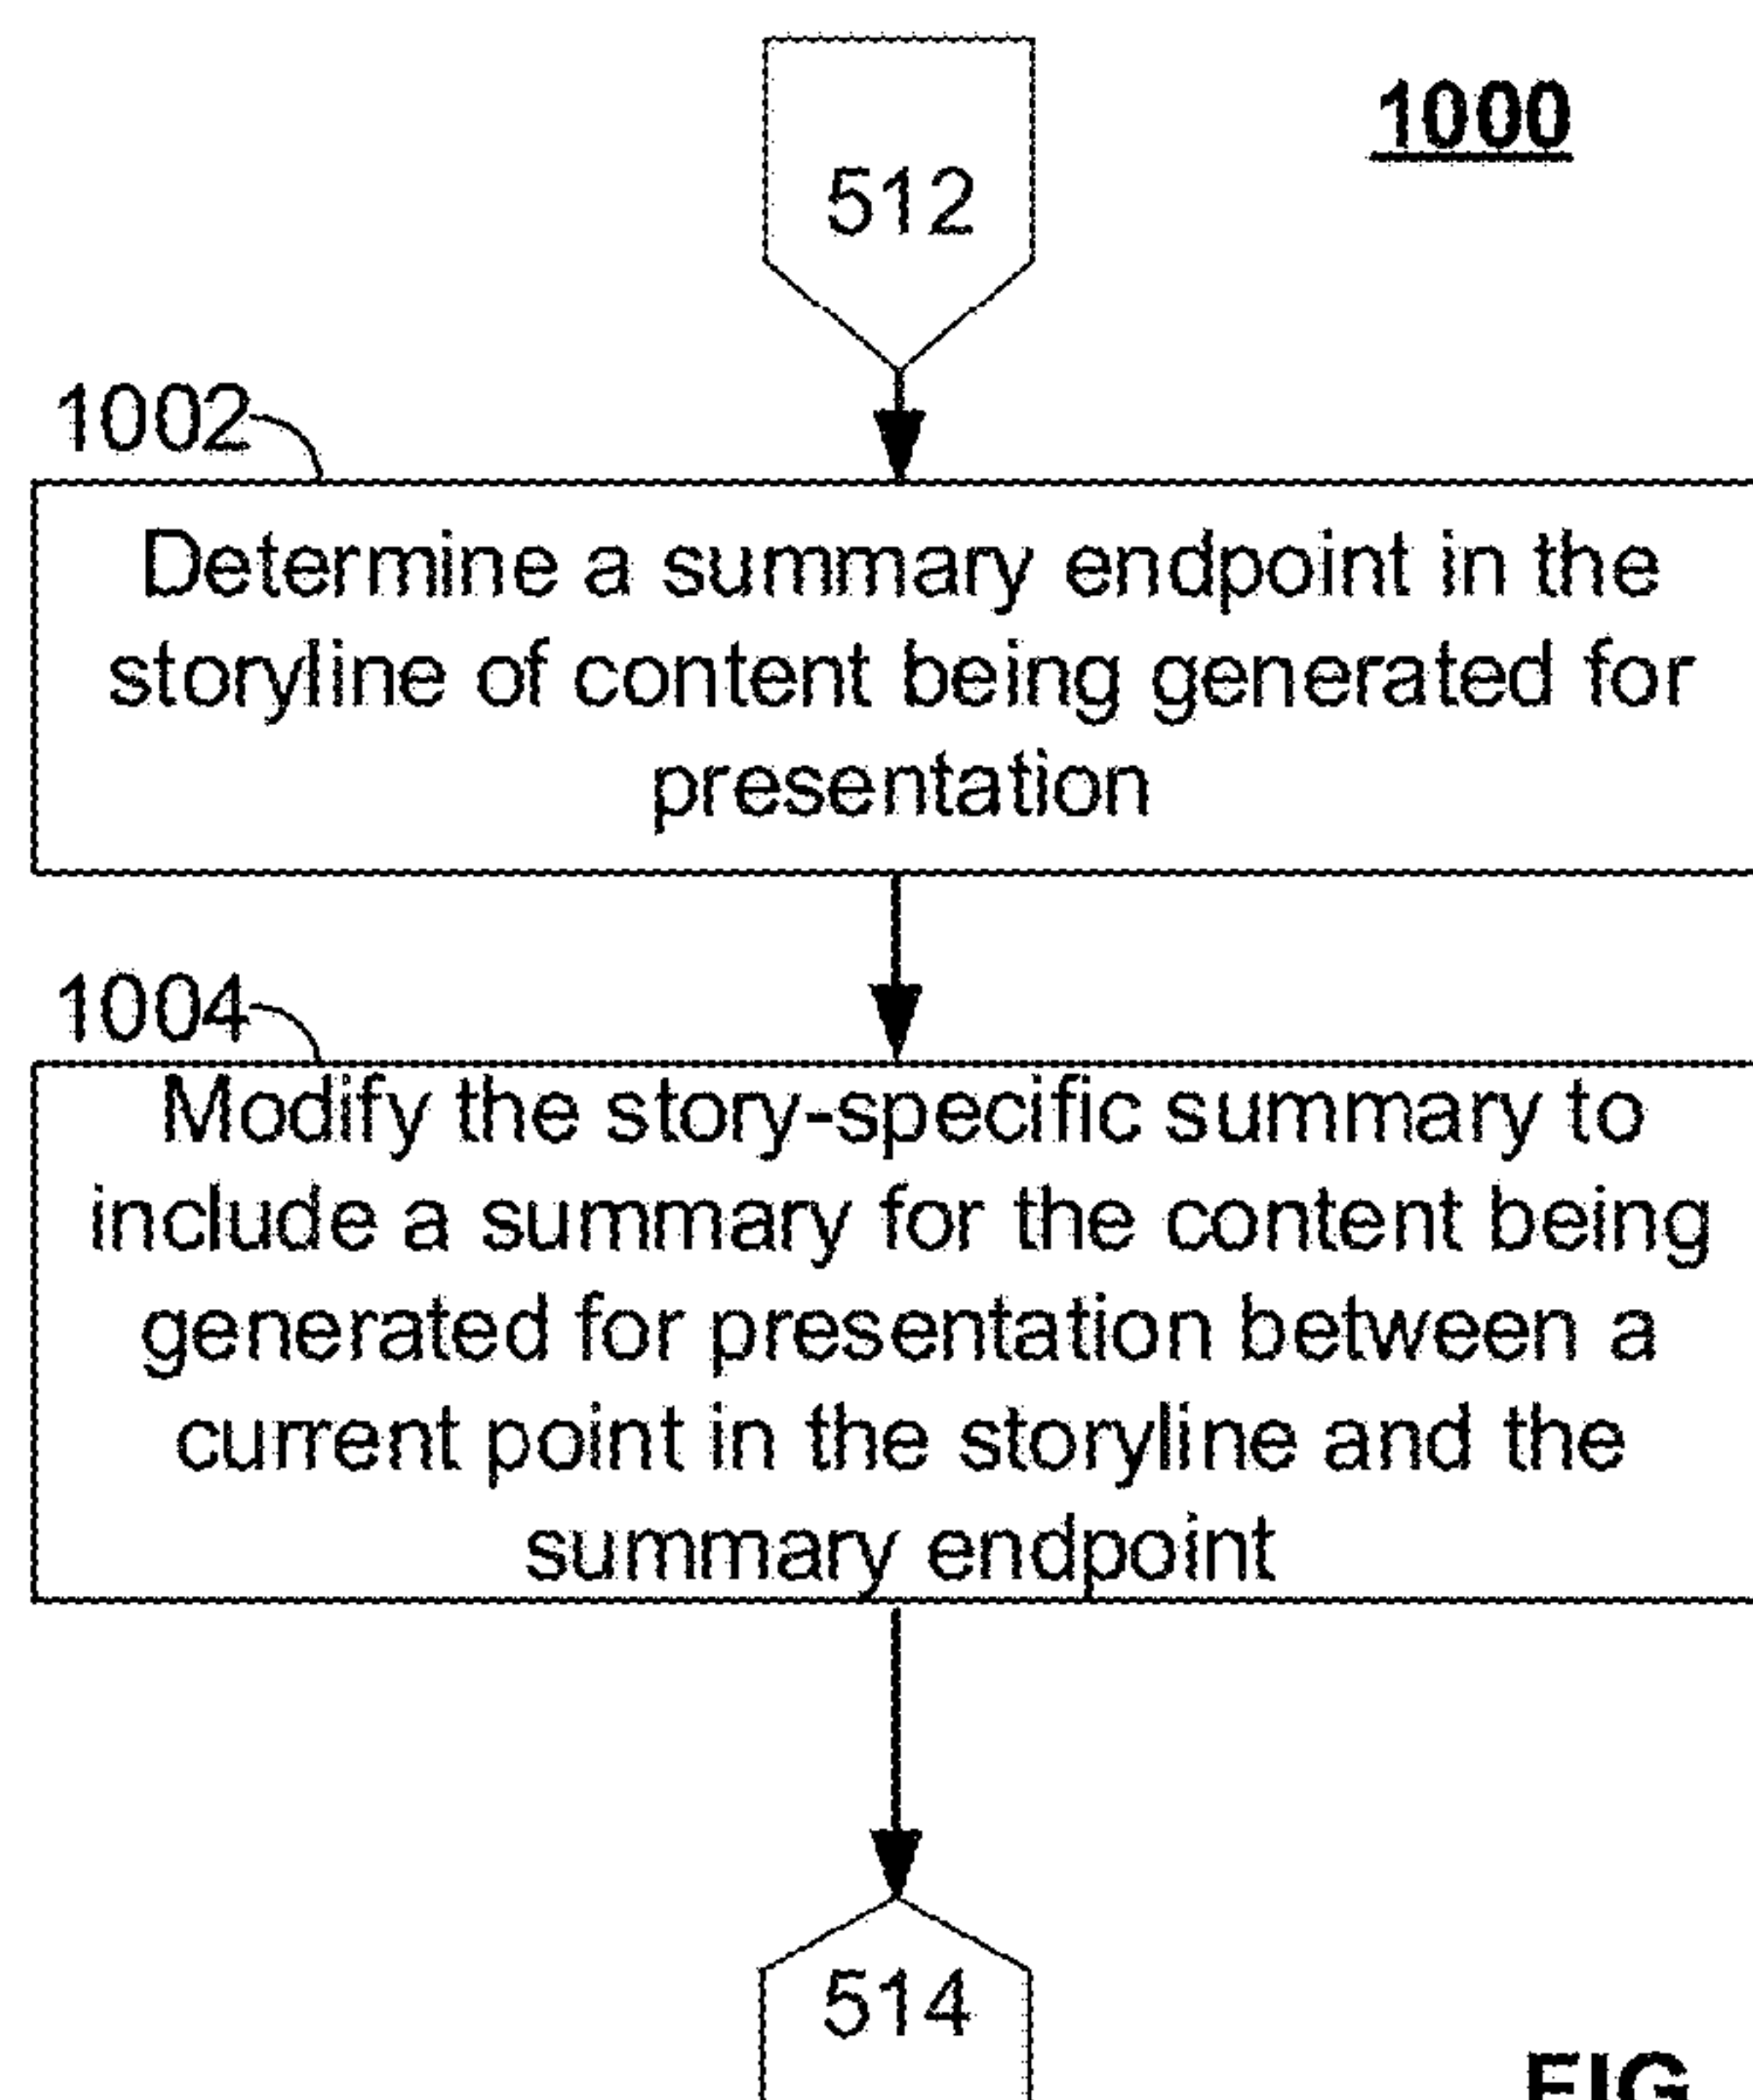 1000
512
1002
Determine a summary endpoint in the
storyline of content being generated for
presentation
1004
Modify the story-specific summary to
include a summary for the content being
generated for presentation between a
current point in the storyline and the
summary endpoint
514
FIG